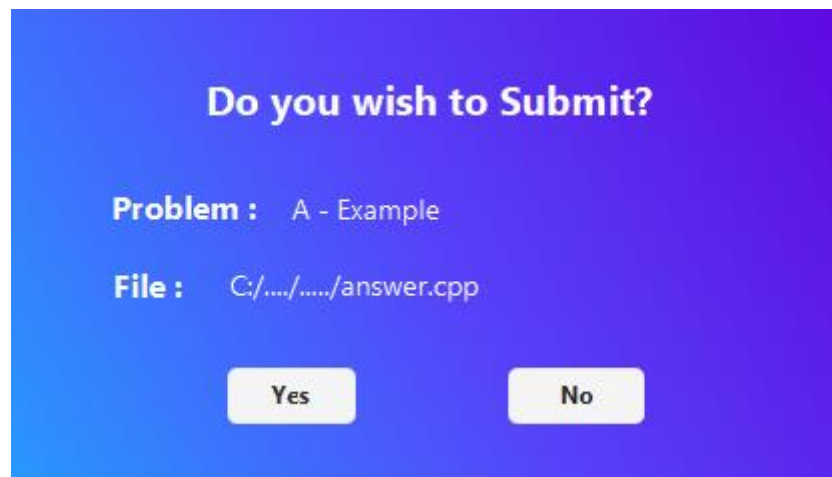 Do you wish to Submit?
Problem : A - Example
File : C:/..../...../answer.cpp
Yes No